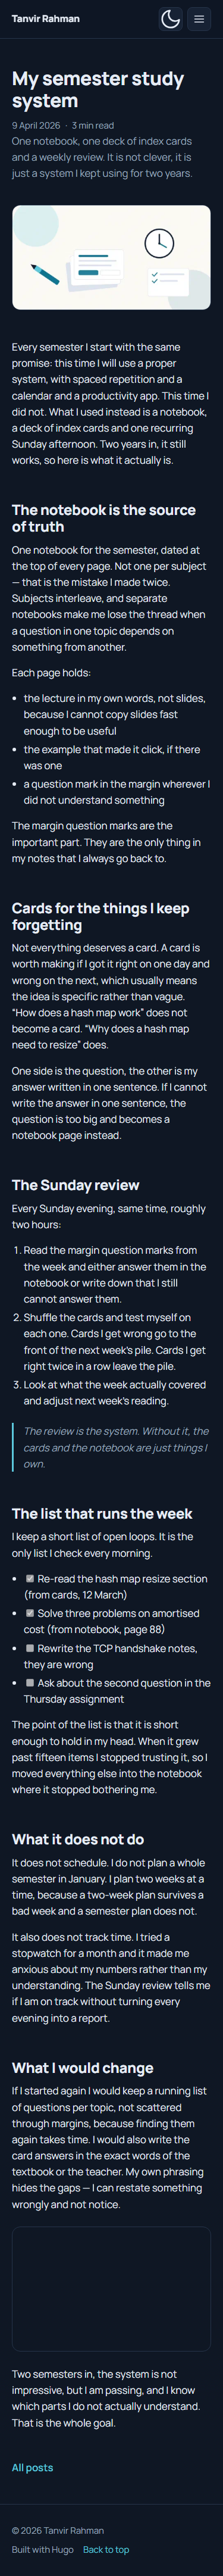 Tanvir Rahman
My semester study
system
9 April 2026 · 3 min read
One notebook, one deck of index cards
and a weekly review. It is not clever, it is
just a system I kept using for two years.
Every semester I start with the same
promise: this time I will use a proper
system, with spaced repetition and a
calendar and a productivity app. This time I
did not. What I used instead is a notebook,
a deck of index cards and one recurring
Sunday afternoon. Two years in, it still
works, so here is what it actually is.
The notebook is the source
of truth
One notebook for the semester, dated at
the top of every page. Not one per subject
— that is the mistake I made twice.
Subjects interleave, and separate
notebooks make me lose the thread when
a question in one topic depends on
something from another.
Each page holds:
• the lecture in my own words, not slides,
because I cannot copy slides fast
enough to be useful
• the example that made it click, if there
was one
• a question mark in the margin wherever I
did not understand something
The margin question marks are the
important part. They are the only thing in
my notes that I always go back to.
Cards for the things I keep
forgetting
Not everything deserves a card. A card is
worth making if I got it right on one day and
wrong on the next, which usually means
the idea is specific rather than vague.
“How does a hash map work” does not
become a card. “Why does a hash map
need to resize” does.
One side is the question, the other is my
answer written in one sentence. If I cannot
write the answer in one sentence, the
question is too big and becomes a
notebook page instead.
The Sunday review
Every Sunday evening, same time, roughly
two hours:
1. Read the margin question marks from
the week and either answer them in the
notebook or write down that I still
cannot answer them.
2. Shuffle the cards and test myself on
each one. Cards I get wrong go to the
front of the next week's pile. Cards I get
right twice in a row leave the pile.
3. Look at what the week actually covered
and adjust next week's reading.
The review is the system. Without it, the
cards and the notebook are just things I
own.
The list that runs the week
I keep a short list of open loops. It is the
only list I check every morning.
• Re-read the hash map resize section
(from cards, 12 March)
• Solve three problems on amortised
cost (from notebook, page 88)
• Rewrite the TCP handshake notes,
they are wrong
• Ask about the second question in the
Thursday assignment
The point of the list is that it is short
enough to hold in my head. When it grew
past fifteen items I stopped trusting it, so I
moved everything else into the notebook
where it stopped bothering me.
What it does not do
It does not schedule. I do not plan a whole
semester in January. I plan two weeks at a
time, because a two-week plan survives a
bad week and a semester plan does not.
It also does not track time. I tried a
stopwatch for a month and it made me
anxious about my numbers rather than my
understanding. The Sunday review tells me
if I am on track without turning every
evening into a report.
What I would change
If I started again I would keep a running list
of questions per topic, not scattered
through margins, because finding them
again takes time. I would also write the
card answers in the exact words of the
textbook or the teacher. My own phrasing
hides the gaps — I can restate something
wrongly and not notice.
Two semesters in, the system is not
impressive, but I am passing, and I know
which parts I do not actually understand.
That is the whole goal.
All posts
© 2026 Tanvir Rahman
Built with Hugo Back to top